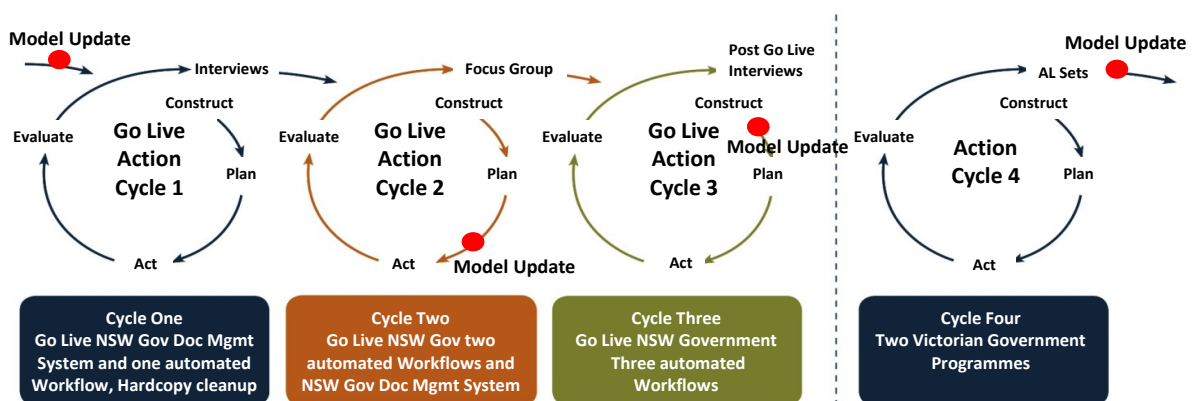 Model Update
Interviews
Construct
Evaluate
Go Live
Action
Cycle 1
Plan
Act
Focus Group
Construct
Evaluate
Go Live
Action
Cycle 2
Plan
Act
Model Update
Post Go Live
Interviews
Construct
Evaluate
Go Live
Action
Cycle 3
Model Update
Plan
Act
Model Update
AL Sets
Construct
Evaluate
Action
Cycle 4
Plan
Act
Cycle One
Go Live NSW Gov Doc Mgmt
System and one automated
Workflow, Hardcopy cleanup
Cycle Two
Go Live NSW Gov two
automated Workflows and
NSW Gov Doc Mgmt System
Cycle Three
Go Live NSW Government
Three automated
Workflows
Cycle Four
Two Victorian Government
Programmes